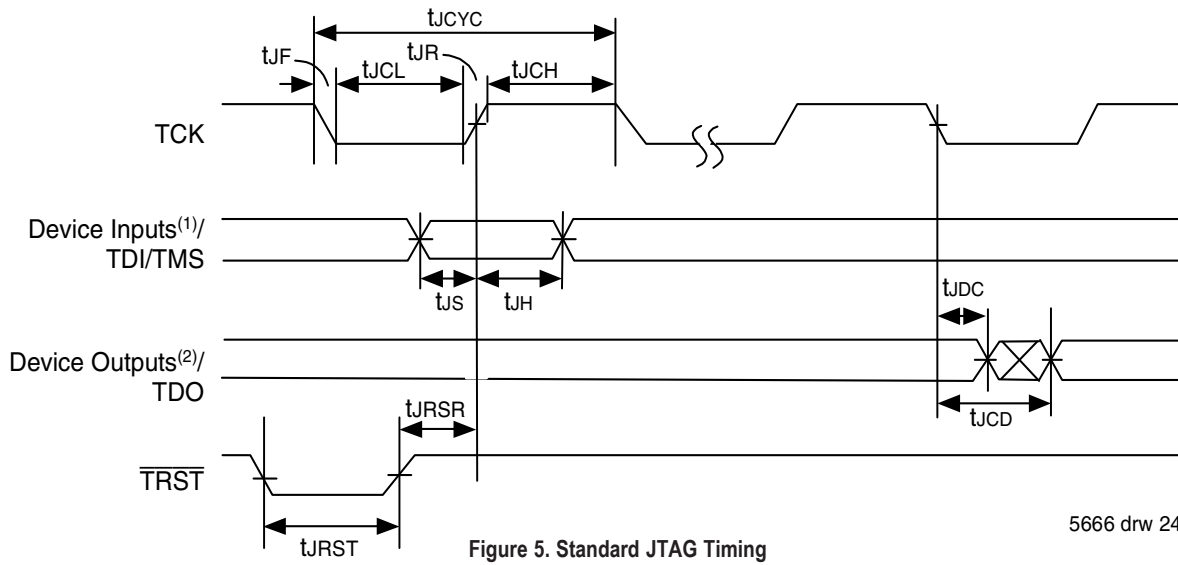 tJCYC
tJF
tJR
tJCL
tJCH
TCK
Device Inputs(1)/
TDI/TMS
tJS
tJH
tJDC
Device Outputs(2)/
TDO
tJRSR
tJCD
TRST
tJRST
5666 drw 24
Figure 5. Standard JTAG Timing